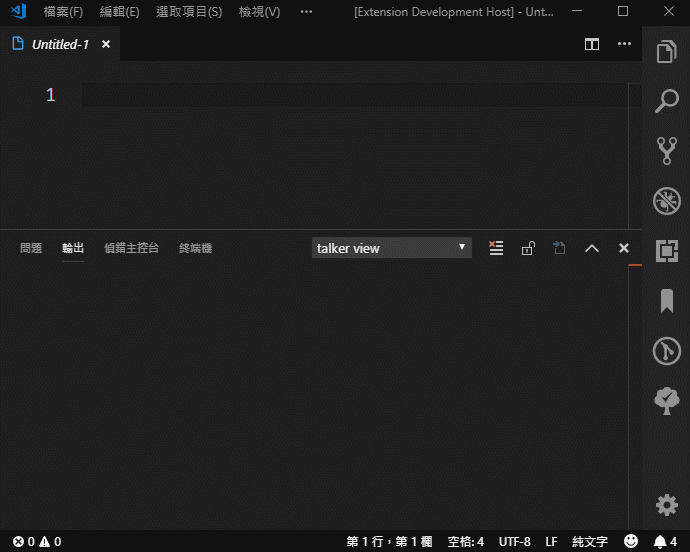 檔案(F) 編輯(E) 選取項目(S) 檢視(V) ••• [Extension Development Host] - Unt...
Untitled-1
1
問題 輸出 偵錯主控台 終端機 talker view
0 0 第 1 行，第 1 欄 空格: 4 UTF-8 LF 純文字 4